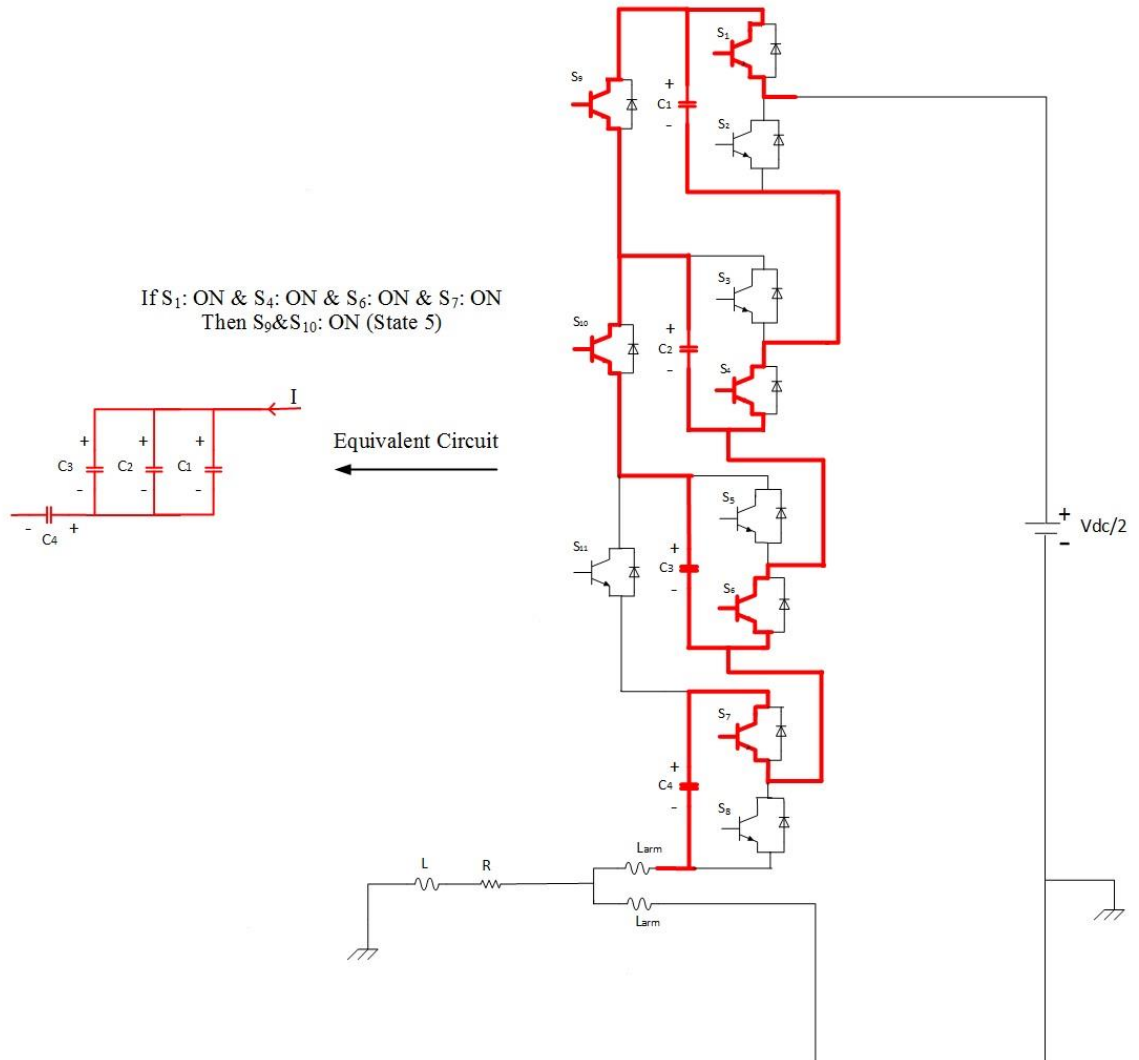 S₁
S₉
+
C₁
-
S₂
If S₁: ON & S₄: ON & S₆: ON & S₇: ON
Then S₉&S₁₀: ON (State 5)
S₃
S₁₀
+
C₂
-
S₄
I
+
+
+
C₃
C₂
C₁
-
-
-
-
+
C₄
Equivalent Circuit
S₅
+
Vdc/2
-
S₁₁
+
C₃
-
S₆
S₇
+
C₄
-
S₈
Larm
L
R
Larm